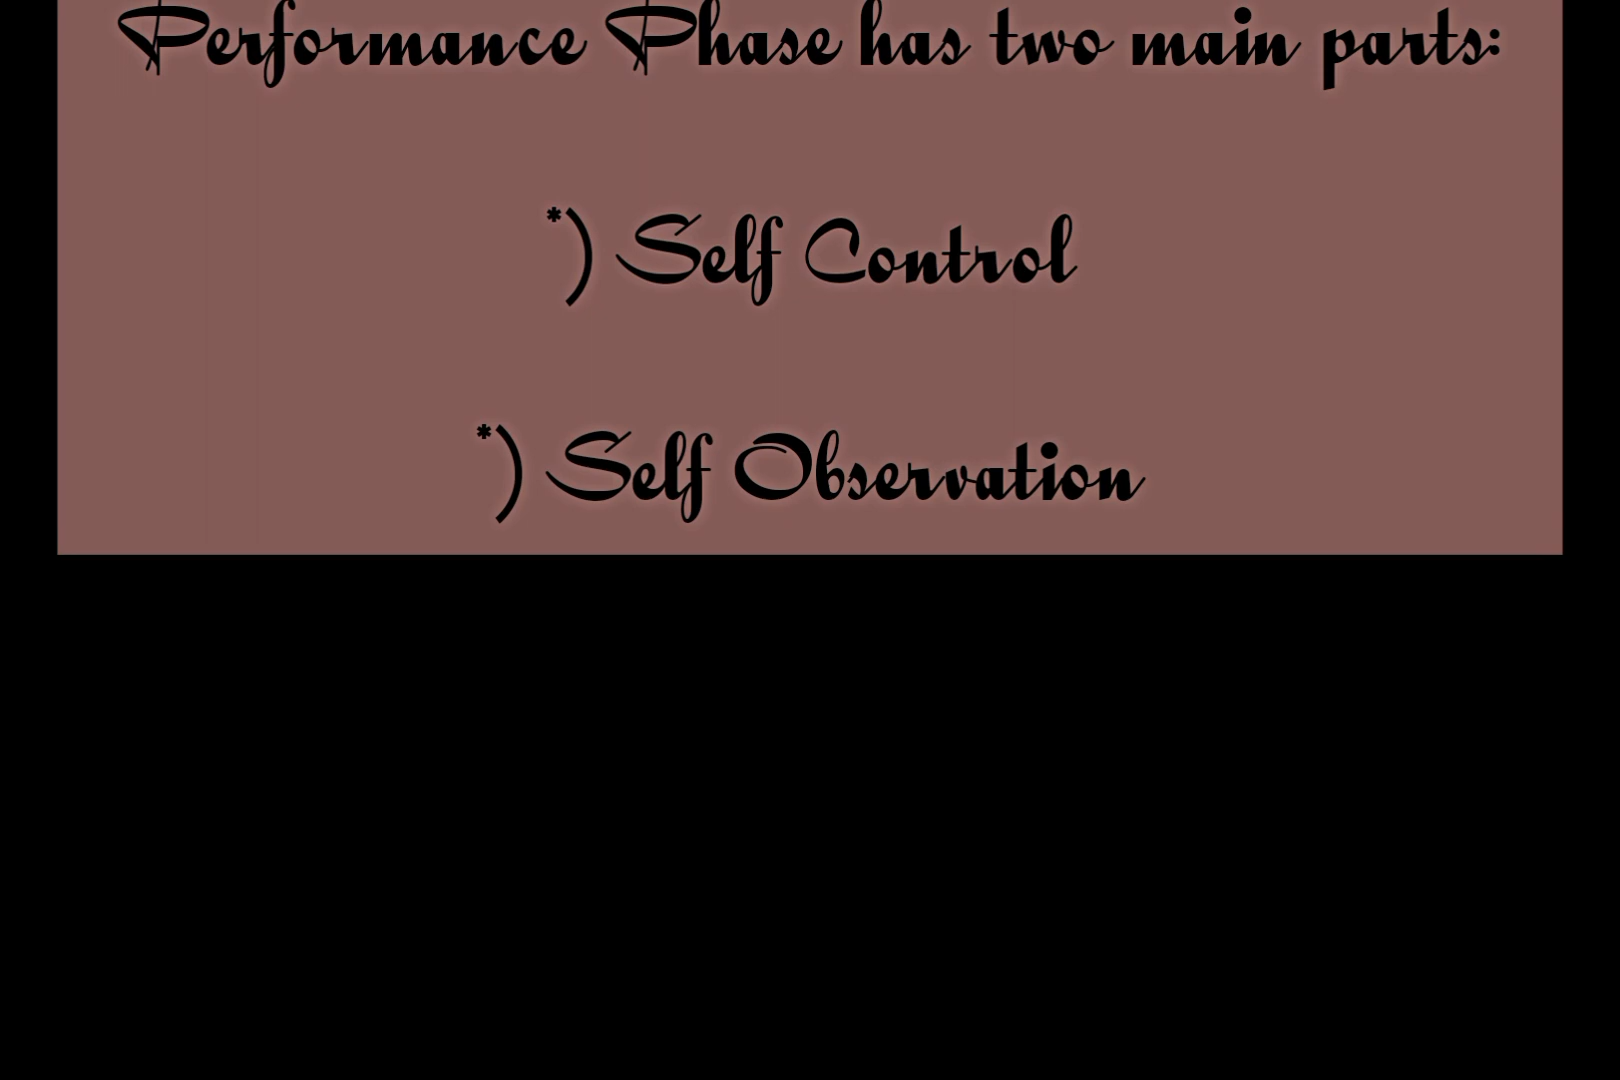 Performance Phase has two main parts:
*) Self Control
*) Self Observation